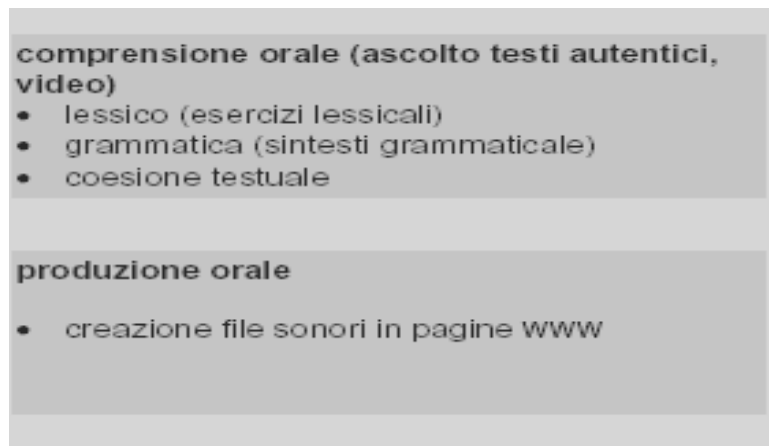 comprensione orale (ascolto testi autentici,
video)
• lessico (esercizi lessicali)
• grammatica (sintesti grammaticale)
• coesione testuale
produzione orale
• creazione file sonori in pagine WWW